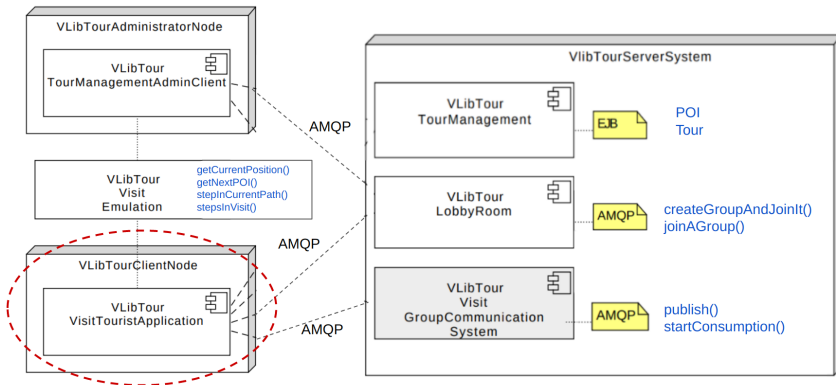 VLibTourAdministratorNode
VLibTour
TourManagementAdminClient
AMQP
VLibTour
Visit
Emulation
getCurrentPosition()
getNextPOI()
stepInCurrentPath()
stepsInVisit()
AMQP
VLibTourClientNode
VLibTour
VisitTouristApplication
AMQP
VlibTourServerSystem
VLibTour
TourManagement
EJB
POI
Tour
VLibTour
LobbyRoom
AMQP
createGroupAndJoinIt()
joinAGroup()
VLibTour
Visit
GroupCommunication
System
AMQP
publish()
startConsumption()